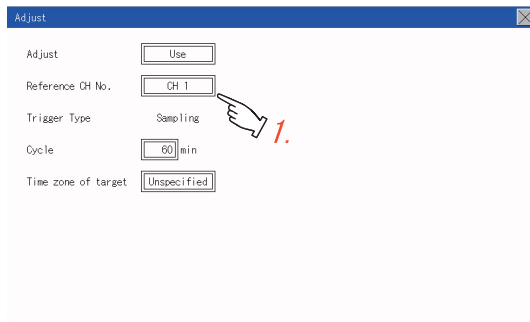 Adjust
Adjust Use
Reference CH No. CH 1
Trigger Type Sampling
1.
Cycle 60 min
Time zone of target Unspecified